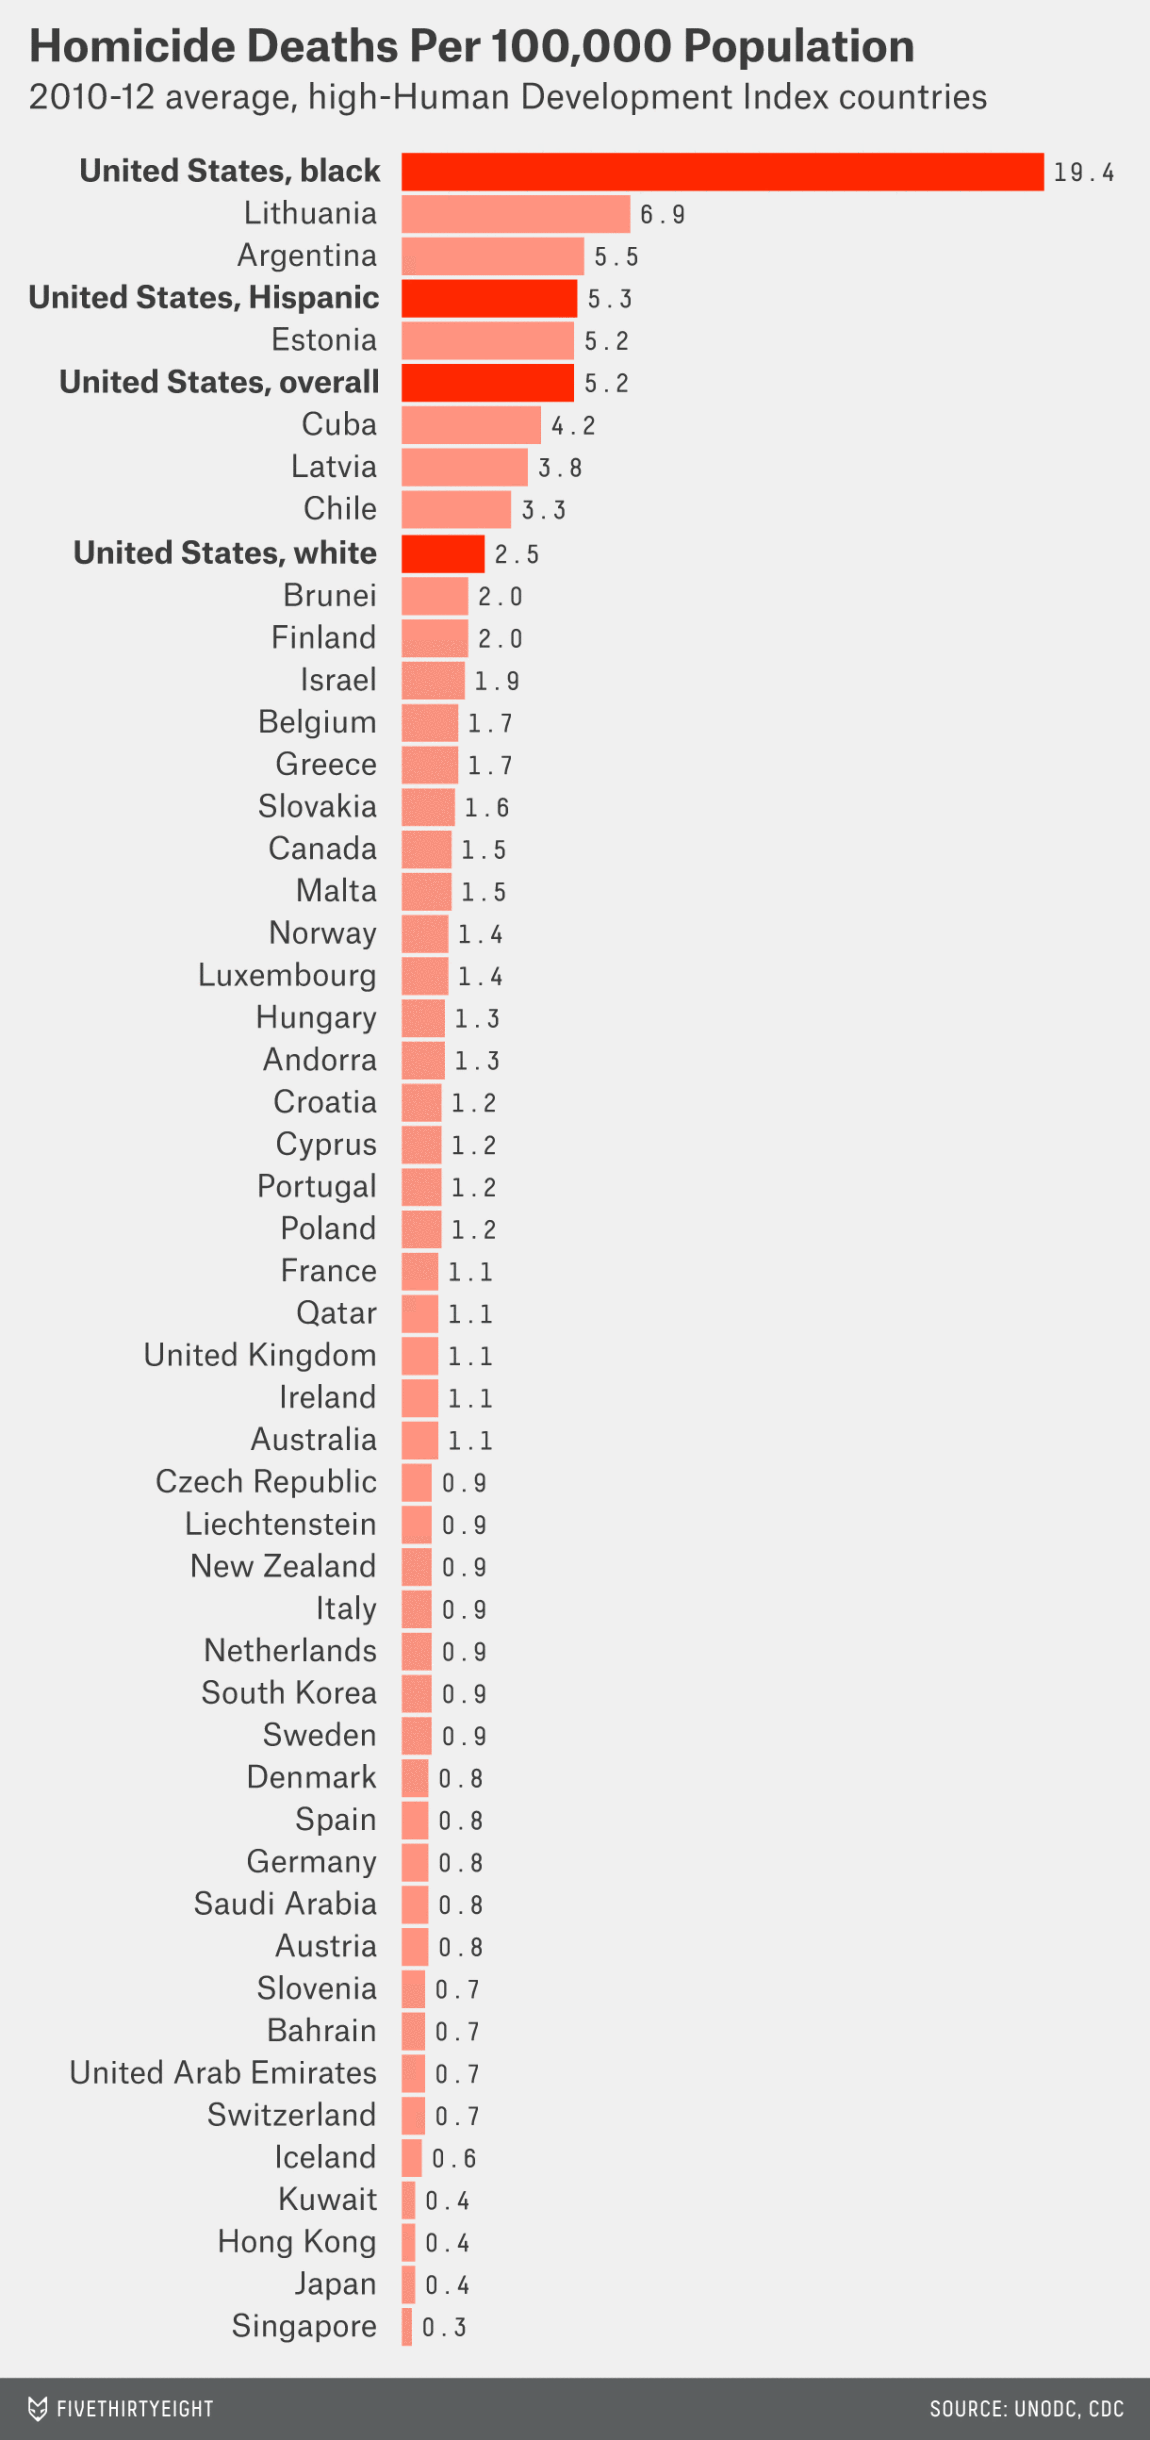 Homicide Deaths Per 100,000 Population
2010-12 average, high-Human Development Index countries
United States, black 19.4
Lithuania 6.9
Argentina 5.5
United States, Hispanic 5.3
Estonia 5.2
United States, overall 5.2
Cuba 4.2
Latvia 3.8
Chile 3.3
United States, white 2.5
Brunei 2.0
Finland 2.0
Israel 1.9
Belgium 1.7
Greece 1.7
Slovakia 1.6
Canada 1.5
Malta 1.5
Norway 1.4
Luxembourg 1.4
Hungary 1.3
Andorra 1.3
Croatia 1.2
Cyprus 1.2
Portugal 1.2
Poland 1.2
France 1.1
Qatar 1.1
United Kingdom 1.1
Ireland 1.1
Australia 1.1
Czech Republic 0.9
Liechtenstein 0.9
New Zealand 0.9
Italy 0.9
Netherlands 0.9
South Korea 0.9
Sweden 0.9
Denmark 0.8
Spain 0.8
Germany 0.8
Saudi Arabia 0.8
Austria 0.8
Slovenia 0.7
Bahrain 0.7
United Arab Emirates 0.7
Switzerland 0.7
Iceland 0.6
Kuwait 0.4
Hong Kong 0.4
Japan 0.4
Singapore 0.3
FIVETHIRTYEIGHT SOURCE: UNODC, CDC